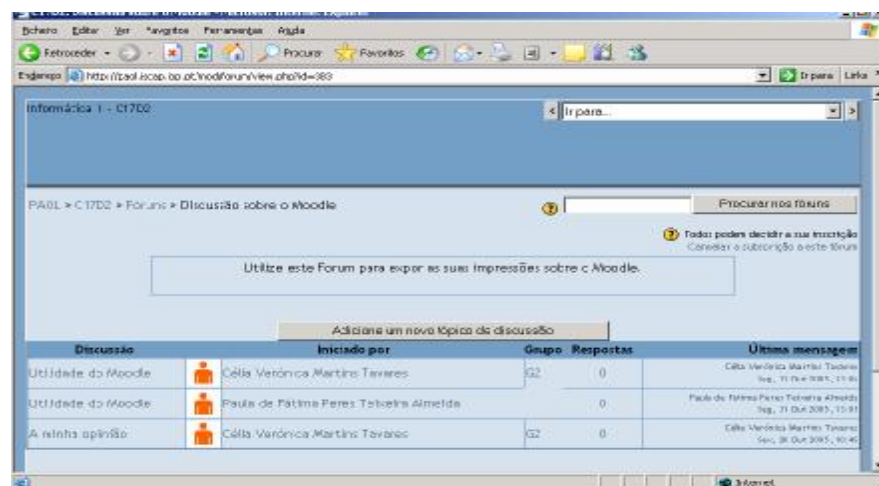 Ficheiro Editar Ver Favoritos Ferramentas Ajuda
Retroceder Procurar Favoritos
Endereço Ir para
Informática 1 - C17D2
Ir para...
PAOL > C17D2 > Fóruns > Discussão sobre o Moodle
Procurar nos fóruns
Todos podem decidir a sua inscrição
Cancelar a subscrição a este fórum
Utilize este Forum para expor as suas impressões sobre o Moodle.
Adicione um novo tópico de discussão
Discussão Iniciado por Grupo Respostas Última mensagem
Utilidade do Moodle Célia Verónica Martins Tavares G2 0 Célia Verónica Martins Tavares
Utilidade do Moodle Paula de Fátima Peres Teixeira Almeida 0 Paula de Fátima Peres Teixeira Almeida
A minha opinião Célia Verónica Martins Tavares G2 0 Célia Verónica Martins Tavares
Internet